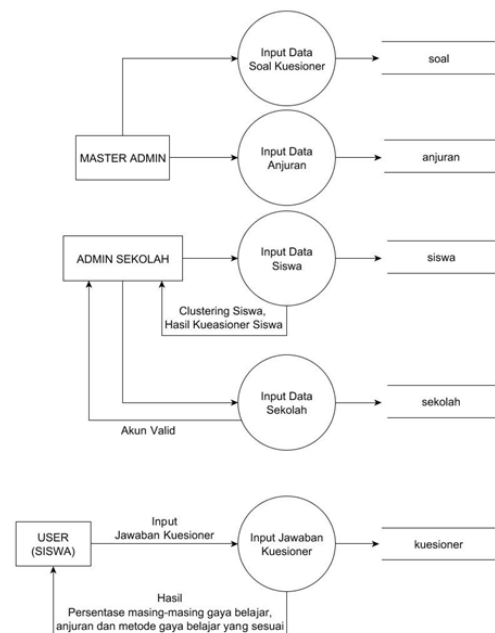 Input Data
Soal Kuesioner
soal
MASTER ADMIN
Input Data
Anjuran
anjuran
ADMIN SEKOLAH
Input Data
Siswa
siswa
Clustering Siswa,
Hasil Kueasioner Siswa
Input Data
Sekolah
sekolah
Akun Valid
USER
(SISWA)
Input
Jawaban Kuesioner
Input Jawaban
Kuesioner
kuesioner
Hasil
Persentase masing-masing gaya belajar,
anjuran dan metode gaya belajar yang sesuai